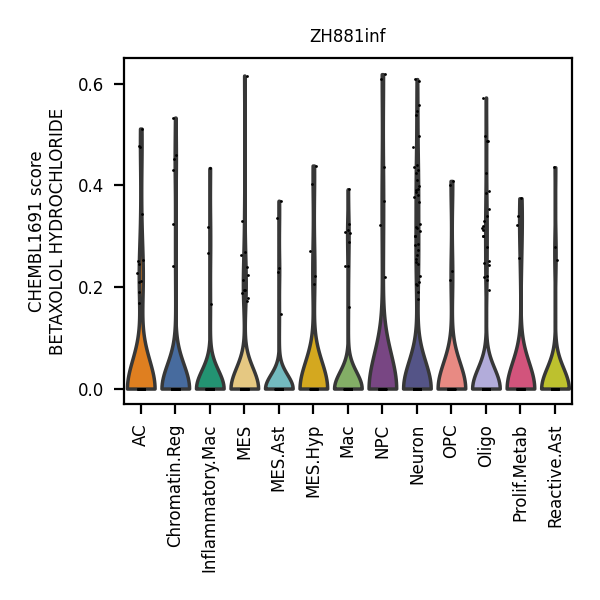 ZH881inf
CHEMBL1691 score
BETAXOLOL HYDROCHLORIDE
0.6
0.4
0.2
0.0
AC
Chromatin.Reg
Inflammatory.Mac
MES
MES.Ast
MES.Hyp
Mac
NPC
Neuron
OPC
Oligo
Prolif.Metab
Reactive.Ast